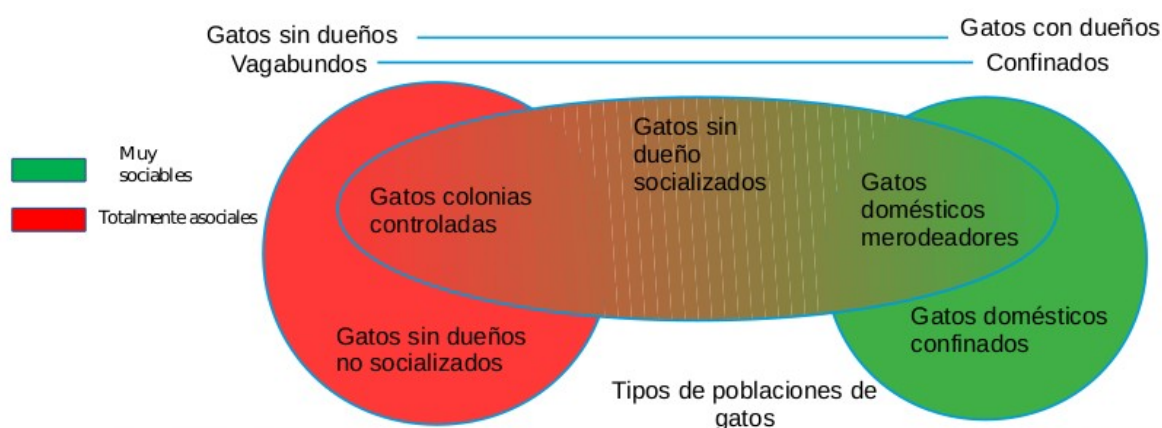 Gatos sin dueños
Gatos con dueños
Vagabundos
Confinados
Muy
sociables
Totalmente asociales
Gatos sin
dueño
socializados
Gatos colonias
controladas
Gatos
domésticos
merodeadores
Gatos sin dueños
no socializados
Gatos domésticos
confinados
Tipos de poblaciones de
gatos